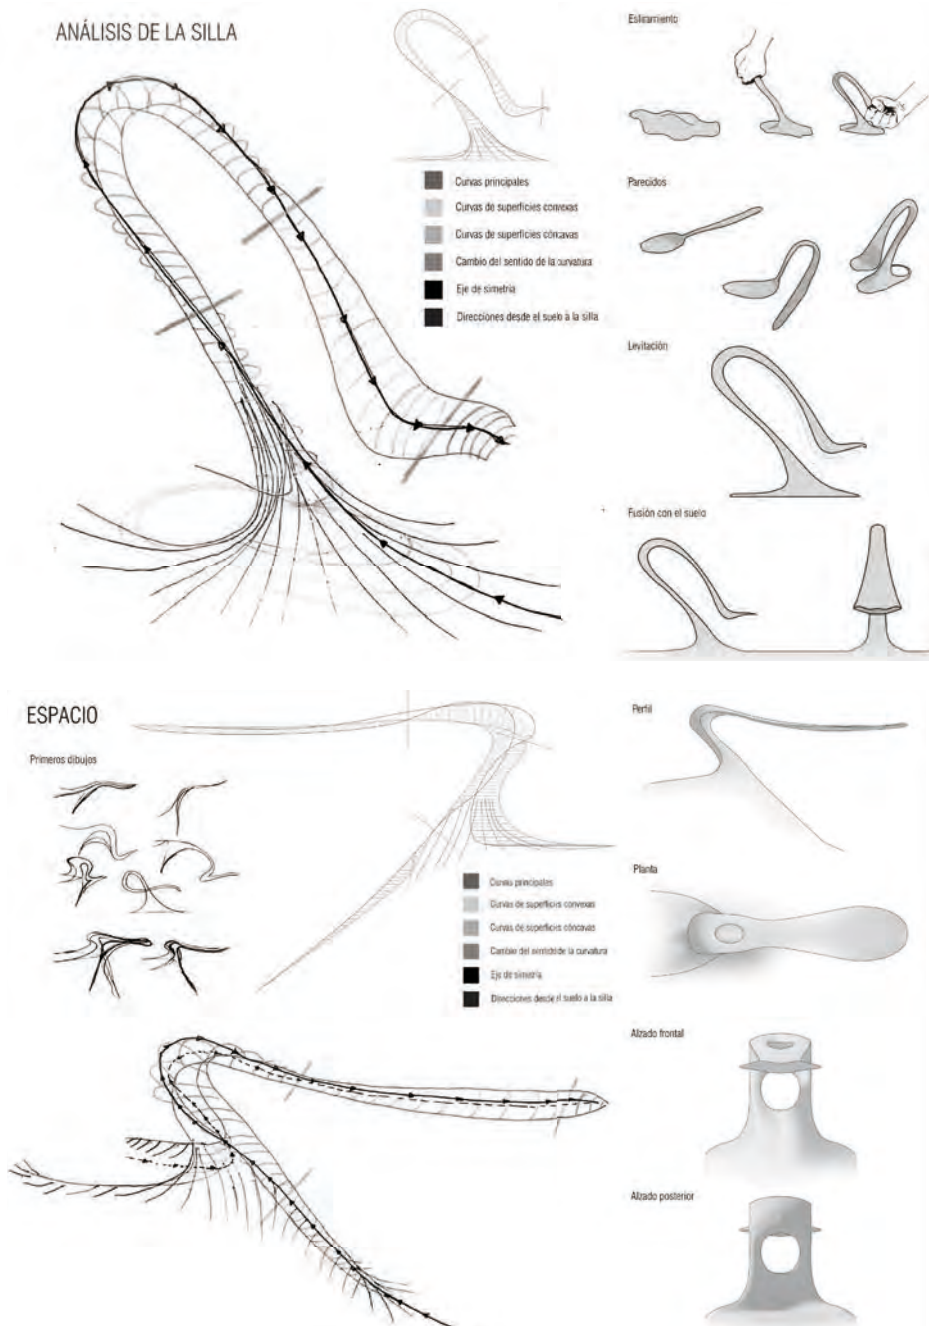 ANÁLISIS DE LA SILLA
Curvas principales
Curvas de superficies convexas
Curvas de superficies cóncavas
Cambio del sentido de la curvatura
Eje de simetría
Direcciones desde el suelo a la silla
Estiramiento
Parecidos
Levitación
Fusión con el suelo
ESPACIO
Primeros dibujos
Curvas principales
Curvas de superficies convexas
Curvas de superficies cóncavas
Cambio del sentido de la curvatura
Eje de simetría
Direcciones desde el suelo a la silla
Perfil
Planta
Alzado frontal
Alzado posterior